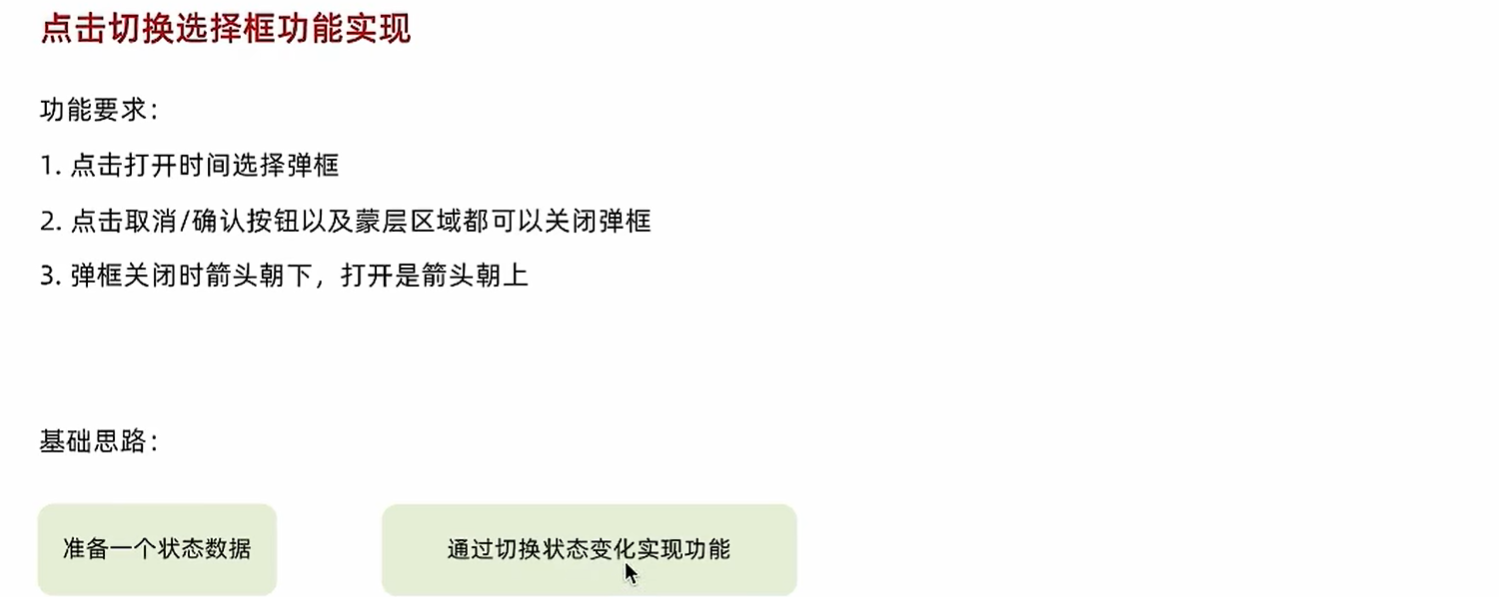 点击切换选择框功能实现
功能要求：
1. 点击打开时间选择弹框
2. 点击取消/确认按钮以及蒙层区域都可以关闭弹框
3. 弹框关闭时箭头朝下，打开是箭头朝上
基础思路：
准备一个状态数据
通过切换状态变化实现功能